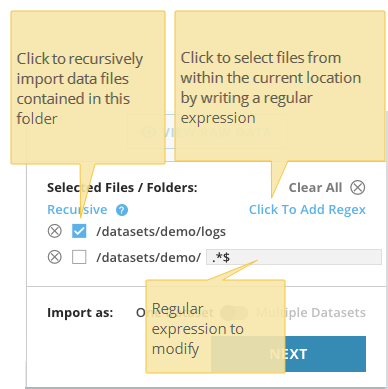 Click to recursively
import data files
contained in this
folder
Click to select files from
within the current location
by writing a regular
expression
Selected Files / Folders:
Clear All
Recursive ?
Click To Add Regex
/datasets/demo/logs
/datasets/demo/ .*$
Regular
expression to
modify
Import as:
Multiple Datasets
NEXT